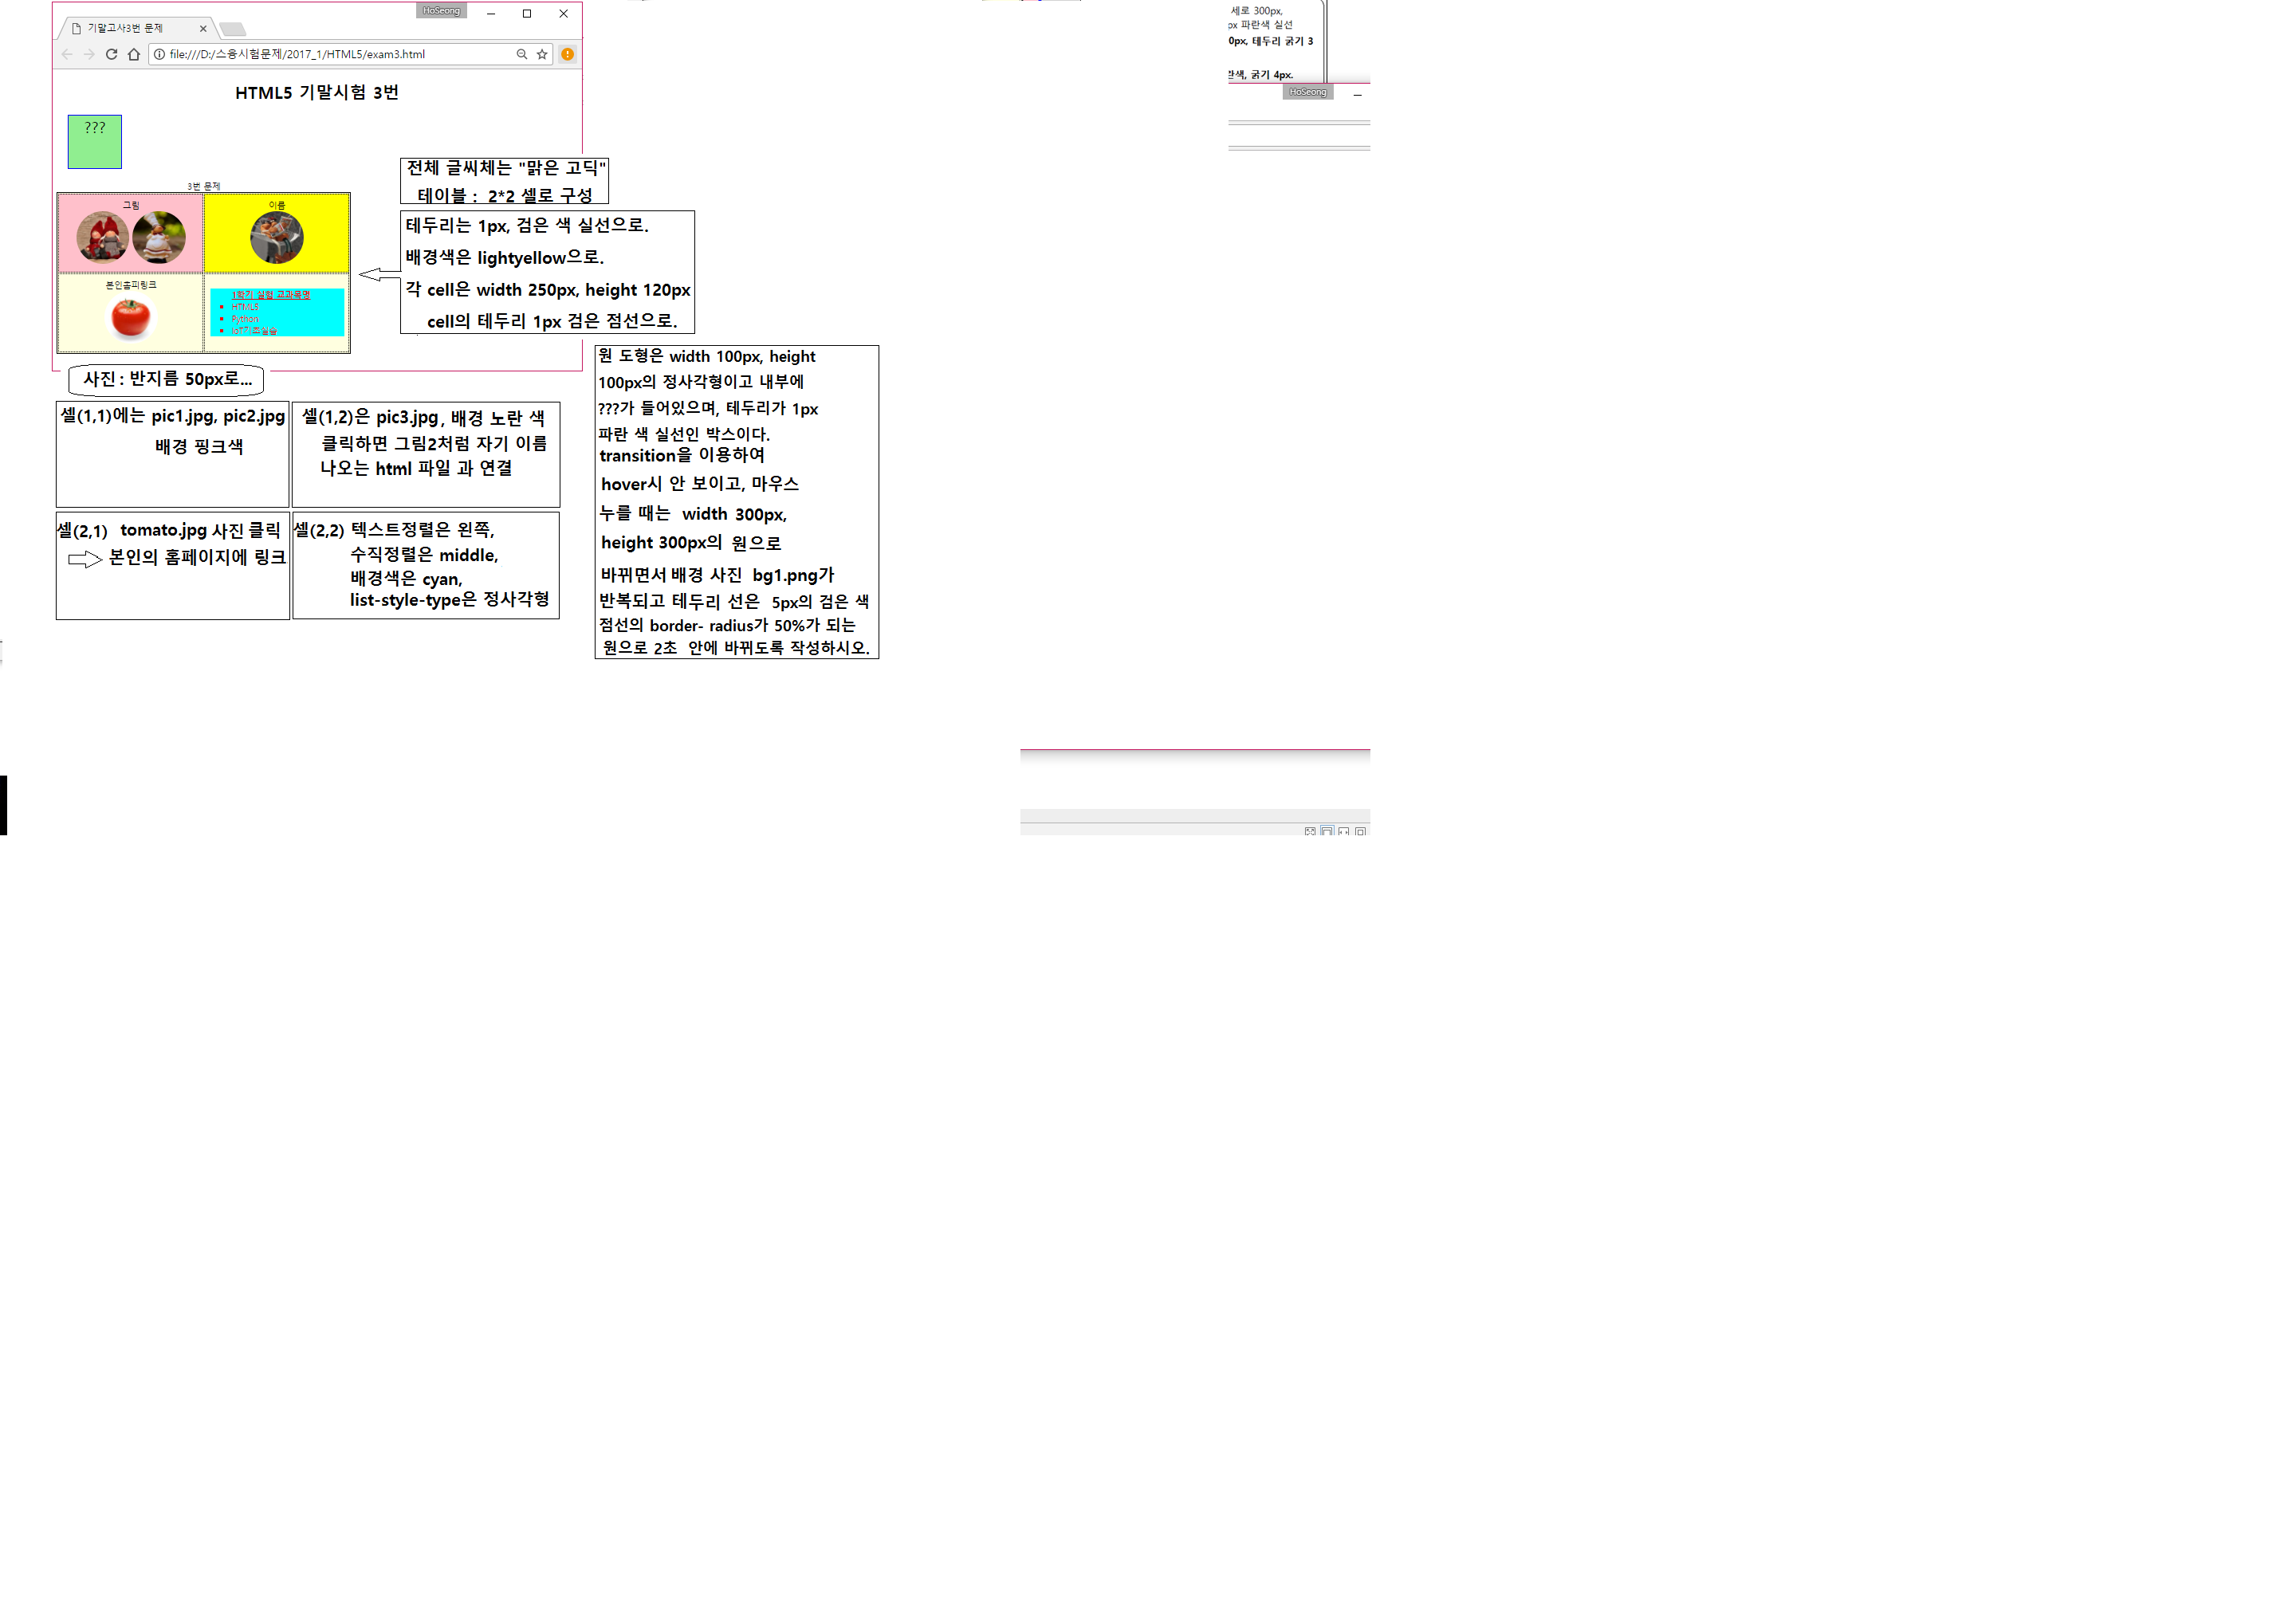 HoSeong
기말고사3번 문제
file:///D:/스응시험문제/2017_1/HTML5/exam3.html
HTML5 기말시험 3번
???
3번 문제
그림
이름
본인홈피링크
1학기 실험 교과목명
HTML5
Python
IoT기초실습
전체 글씨체는 "맑은 고딕"
테이블 : 2*2 셀로 구성
테두리는 1px, 검은 색 실선으로.
배경색은 lightyellow으로.
각 cell은 width 250px, height 120px
cell의 테두리 1px 검은 점선으로.
사진 : 반지름 50px로...
셀(1,1)에는 pic1.jpg, pic2.jpg
배경 핑크색
셀(1,2)은 pic3.jpg, 배경 노란 색
클릭하면 그림2처럼 자기 이름
나오는 html 파일 과 연결
셀(2,1) tomato.jpg 사진 클릭
본인의 홈페이지에 링크
셀(2,2) 텍스트정렬은 왼쪽,
수직정렬은 middle,
배경색은 cyan,
list-style-type은 정사각형
원 도형은 width 100px, height
100px의 정사각형이고 내부에
???가 들어있으며, 테두리가 1px
파란 색 실선인 박스이다.
transition을 이용하여
hover시 안 보이고, 마우스
누를 때는 width 300px,
height 300px의 원으로
바뀌면서 배경 사진 bg1.png가
반복되고 테두리 선은 5px의 검은 색
점선의 border- radius가 50%가 되는
원으로 2초 안에 바뀌도록 작성하시오.
세로 300px,
px 파란색 실선
0px, 테두리 굵기 3
란색, 굵기 4px.
HoSeong